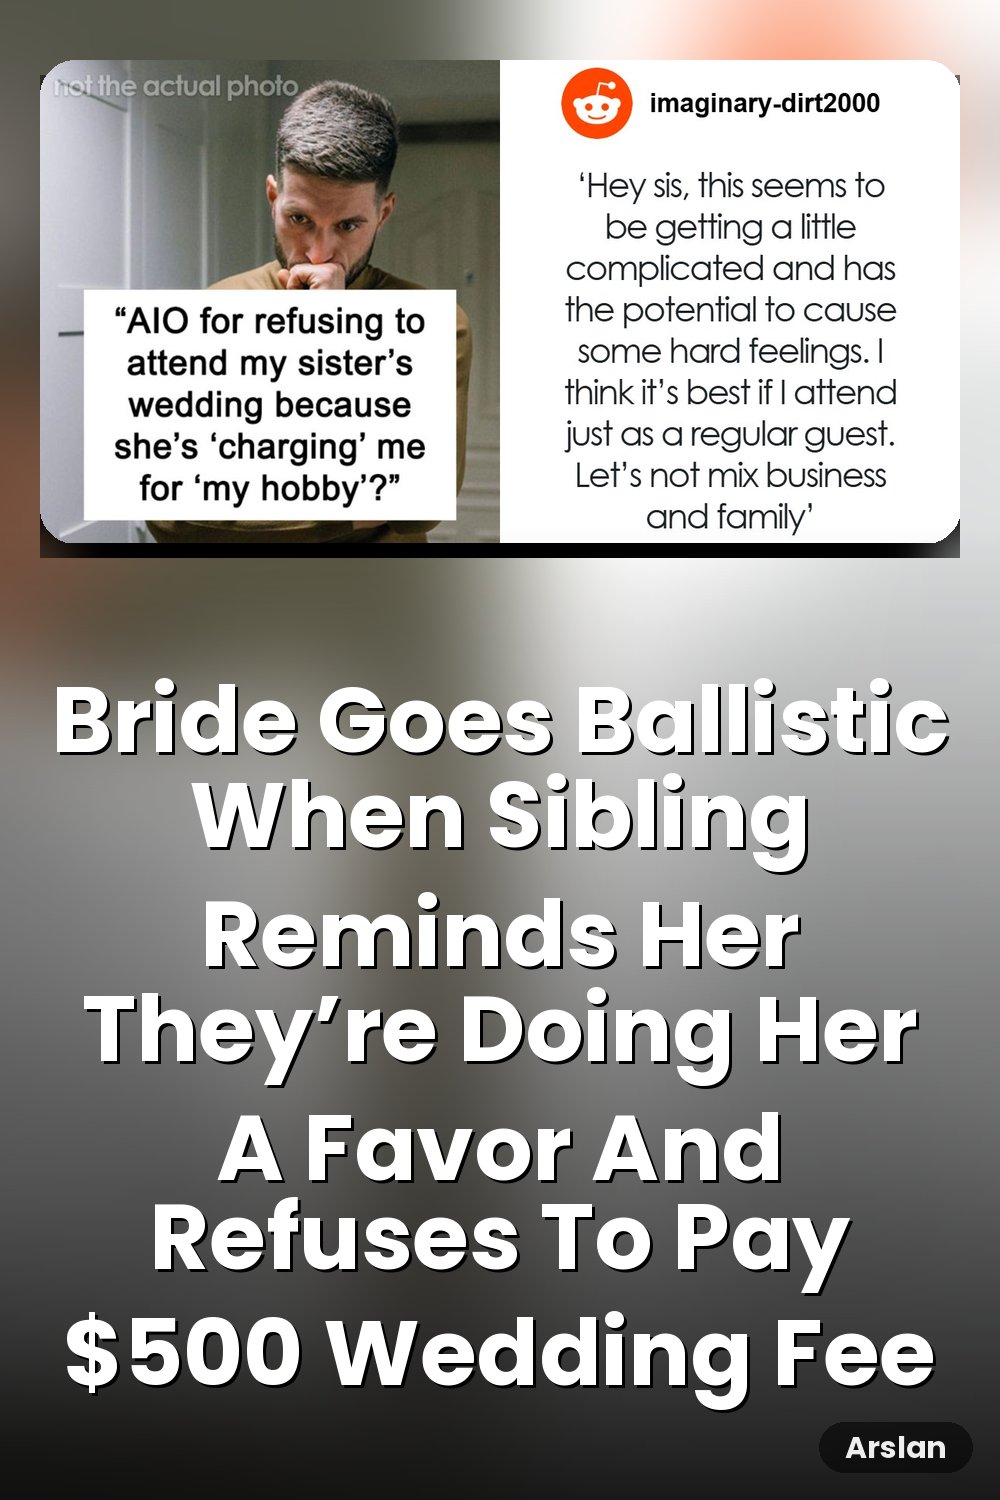 not the actual photo
“AIO for refusing to
attend my sister’s
wedding because
she’s ‘charging’ me
for ‘my hobby’?”
imaginary-dirt2000
‘Hey sis, this seems to
be getting a little
complicated and has
the potential to cause
some hard feelings. I
think it’s best if I attend
just as a regular guest.
Let’s not mix business
and family’
Bride Goes Ballistic
When Sibling
Reminds Her
They’re Doing Her
A Favor And
Refuses To Pay
$500 Wedding Fee
Arslan